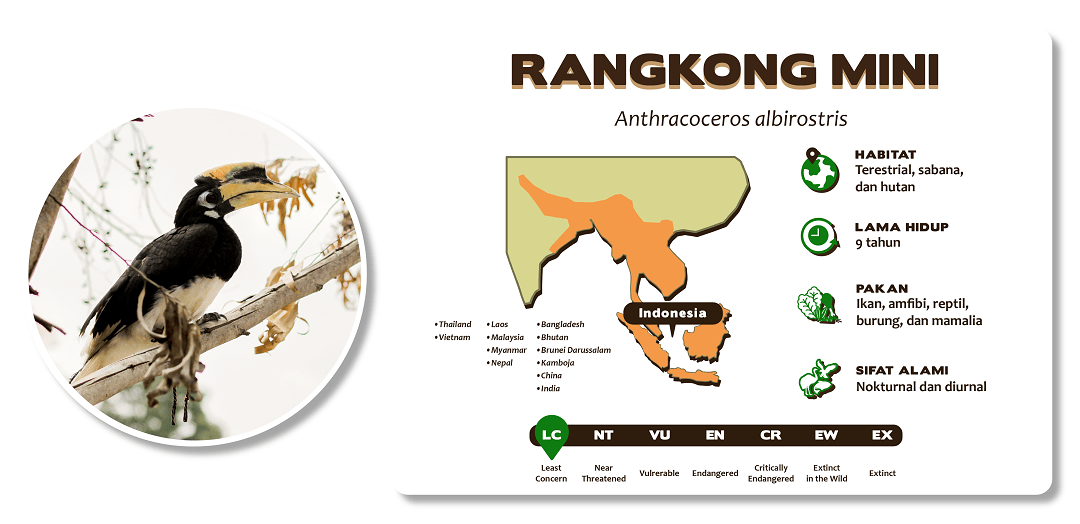 RANGKONG MINI
Anthracoceros albirostris
HABITAT
Terestrial, sabana,
dan hutan
LAMA HIDUP
9 tahun
PAKAN
Ikan, amfibi, reptil,
burung, dan mamalia
SIFAT ALAMI
Nokturnal dan diurnal
Indonesia
•Thailand
•Vietnam
•Laos
•Malaysia
•Myanmar
•Nepal
•Bangladesh
•Bhutan
•Brunei Darussalam
•Kamboja
•China
•India
LC NT VU EN CR EW EX
Least
Concern
Near
Threatened
Vulrerable
Endangered
Critically
Endangered
Extinct
in the Wild
Extinct